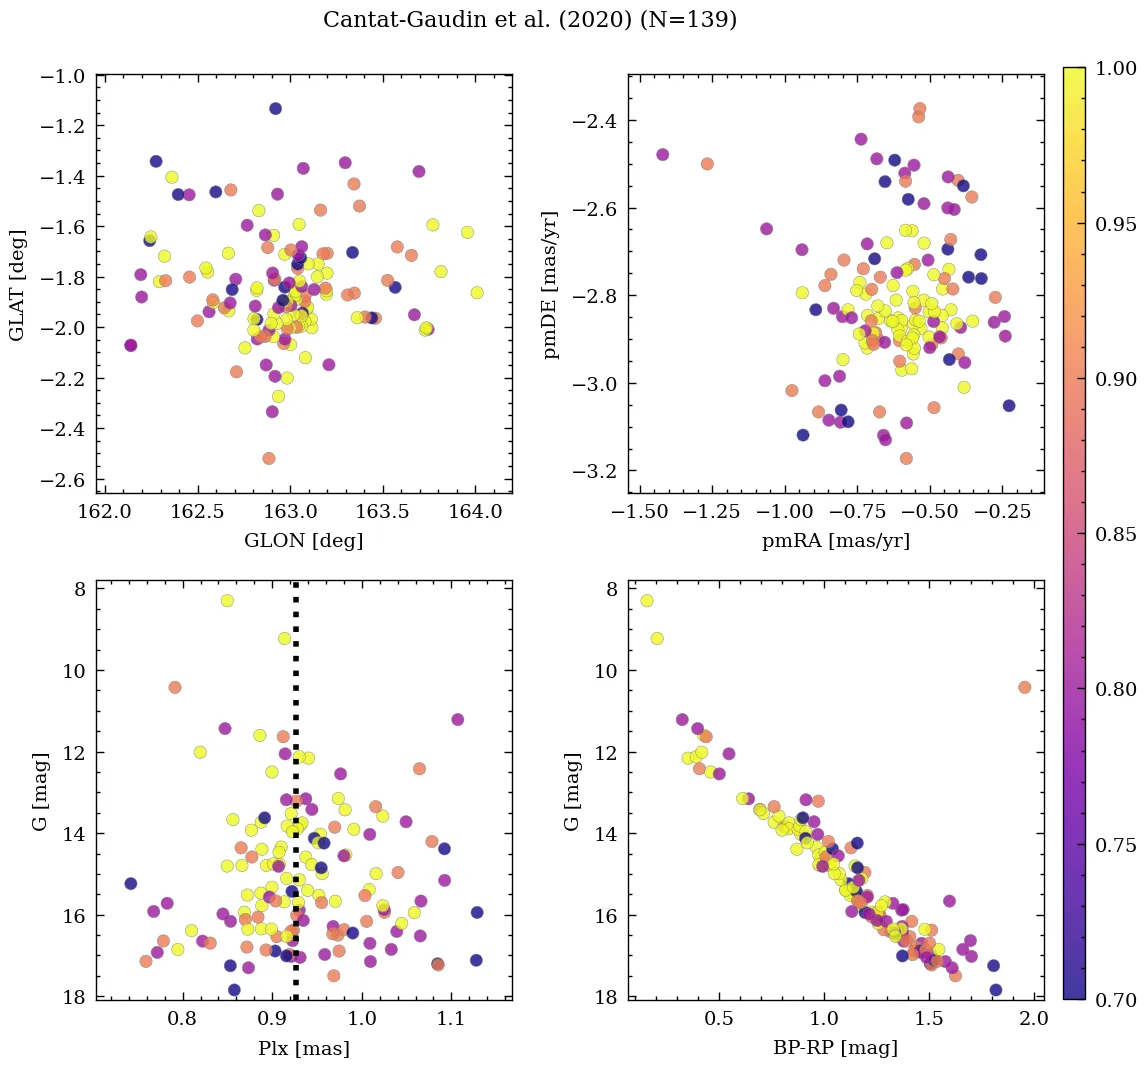 Cantat-Gaudin et al. (2020) (N=139)
−1.0
−1.2
−1.4
−1.6
−1.8
−2.0
−2.2
−2.4
−2.6
GLAT [deg]
162.0 162.5 163.0 163.5 164.0
GLON [deg]
−2.4
−2.6
−2.8
−3.0
−3.2
pmDE [mas/yr]
−1.50 −1.25 −1.00 −0.75 −0.50 −0.25
pmRA [mas/yr]
8
10
12
14
16
18
G [mag]
0.8 0.9 1.0 1.1
Plx [mas]
8
10
12
14
16
18
G [mag]
0.5 1.0 1.5 2.0
BP-RP [mag]
1.00
0.95
0.90
0.85
0.80
0.75
0.70